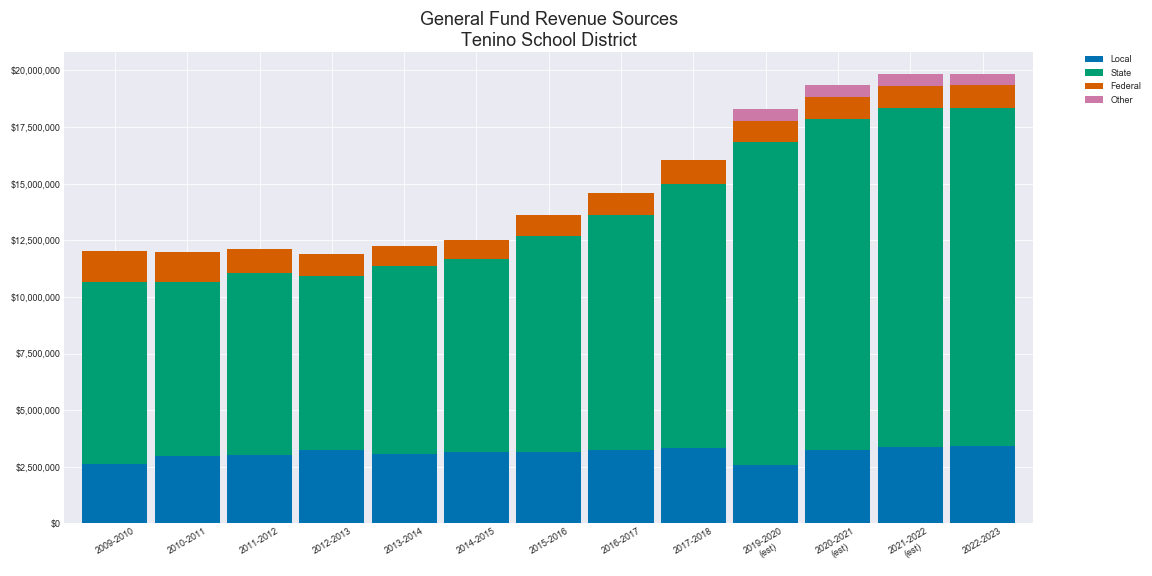 General Fund Revenue Sources
Tenino School District
Local
State
Federal
Other
$20,000,000
$17,500,000
$15,000,000
$12,500,000
$10,000,000
$7,500,000
$5,000,000
$2,500,000
$0
2009-2010
2010-2011
2011-2012
2012-2013
2013-2014
2014-2015
2015-2016
2016-2017
2017-2018
2019-2020
(est)
2020-2021
(est)
2021-2022
(est)
2022-2023